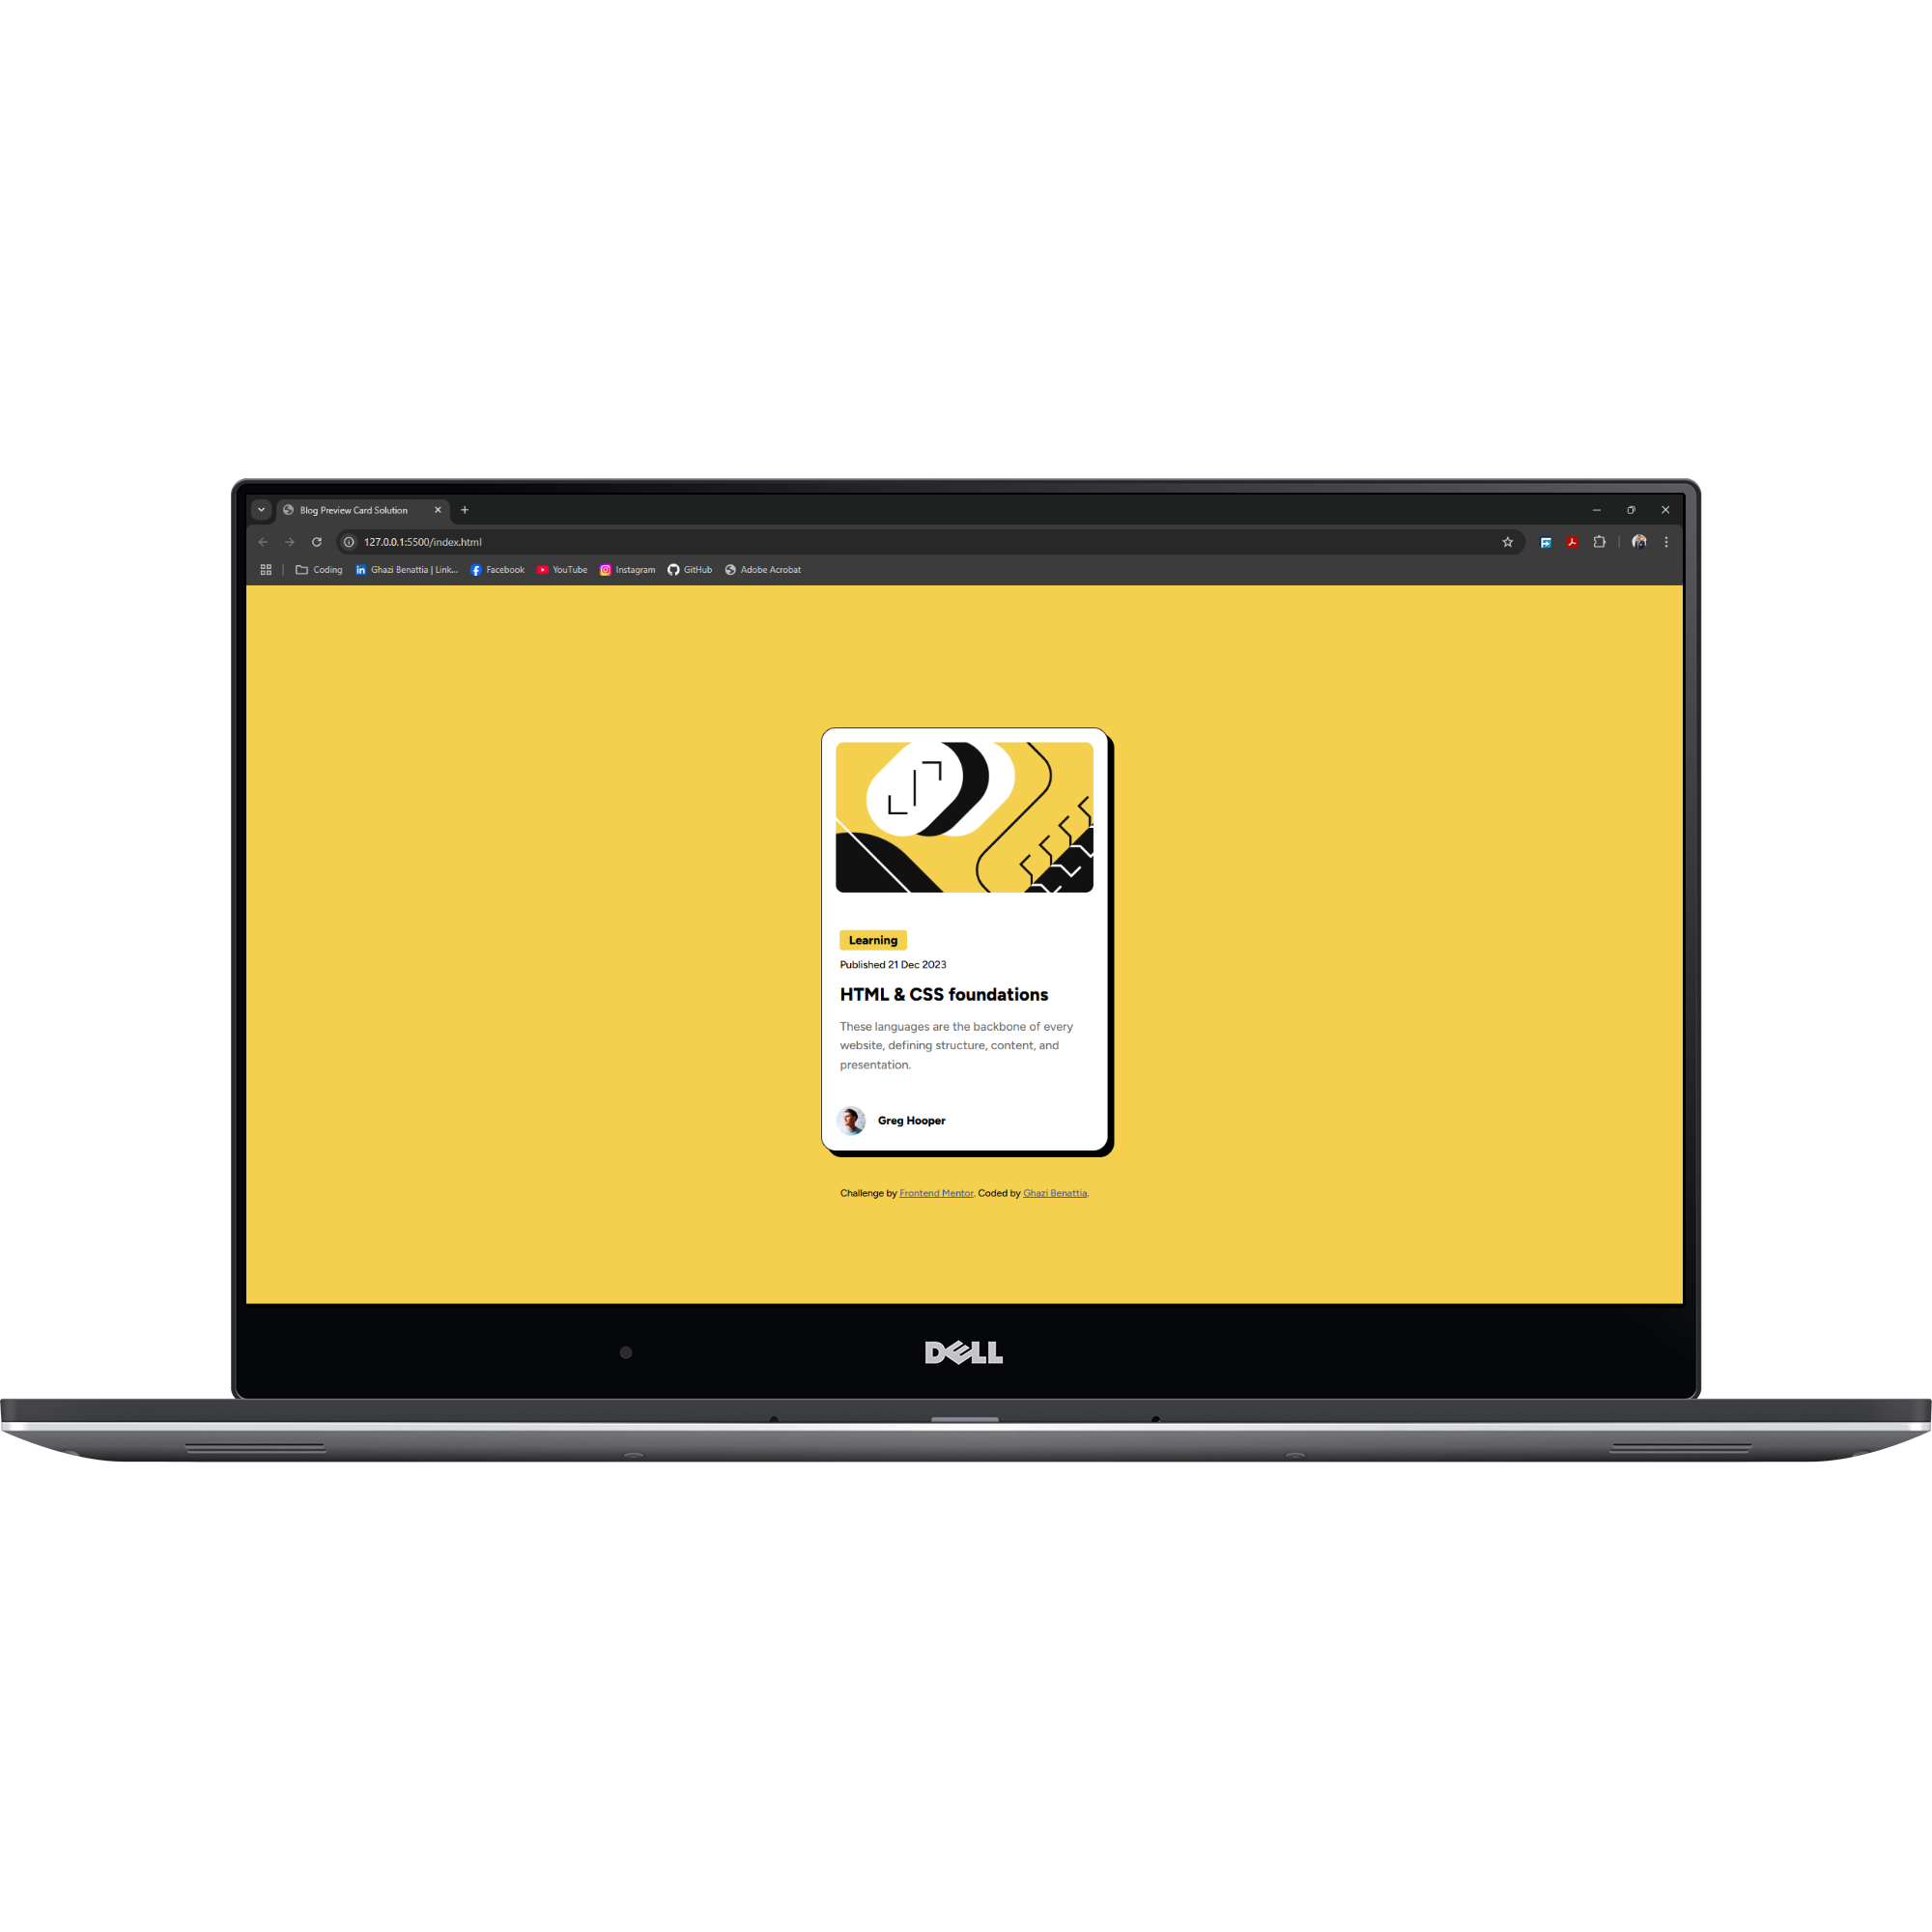 Blog Preview Card Solution
127.0.0.1:5500/index.html
Coding Ghazi Benattia | Link... Facebook YouTube Instagram GitHub Adobe Acrobat
Learning
Published 21 Dec 2023
HTML & CSS foundations
These languages are the backbone of every
website, defining structure, content, and
presentation.
Greg Hooper
Challenge by Frontend Mentor. Coded by Ghazi Benattia.
DELL